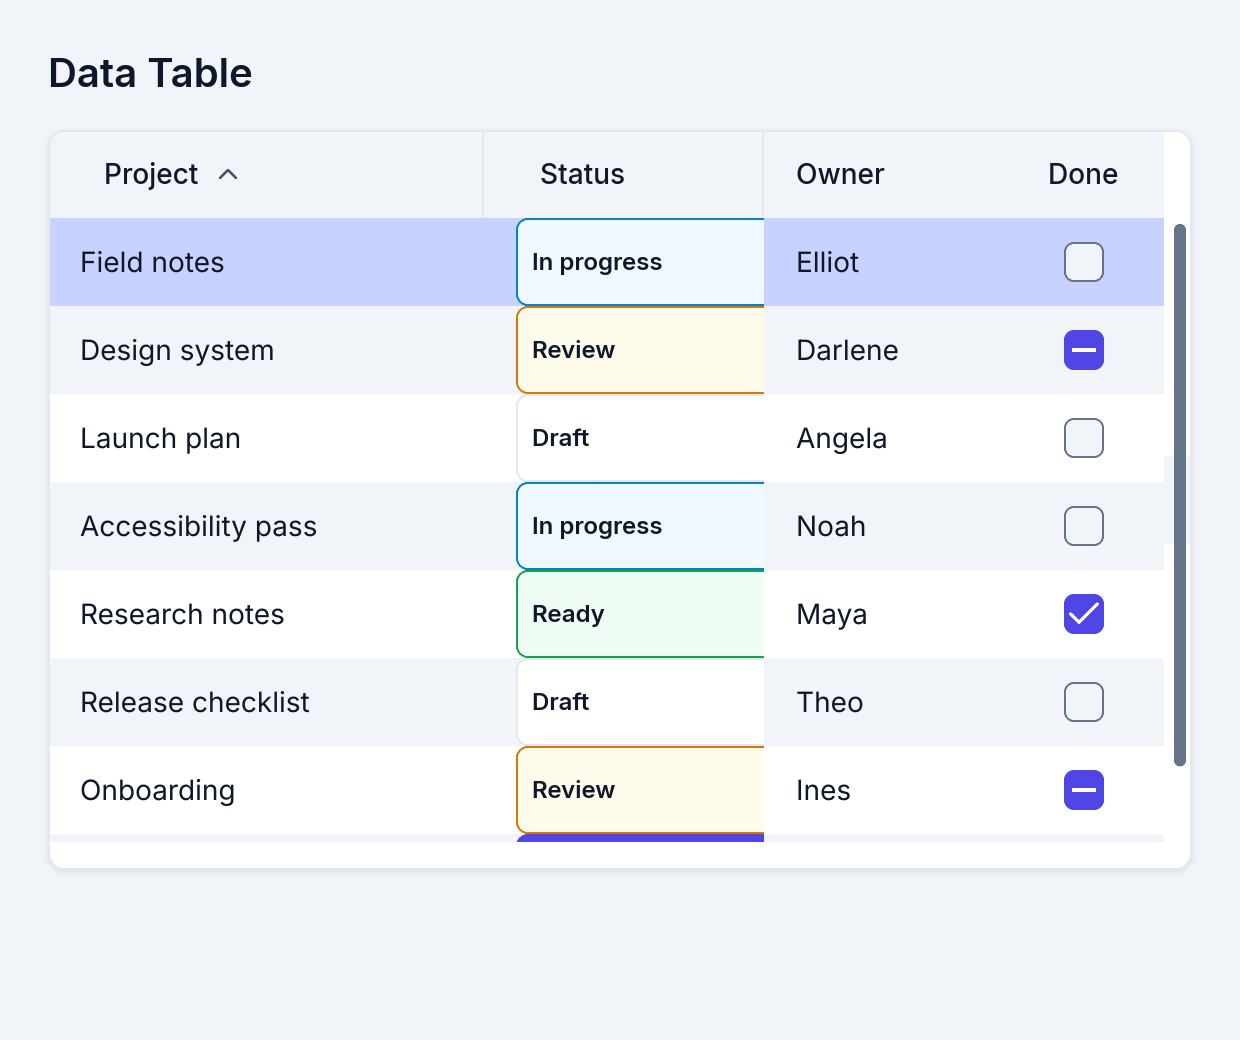 Data Table
Project Status Owner Done
Field notes In progress Elliot
Design system Review Darlene
Launch plan Draft Angela
Accessibility pass In progress Noah
Research notes Ready Maya
Release checklist Draft Theo
Onboarding Review Ines